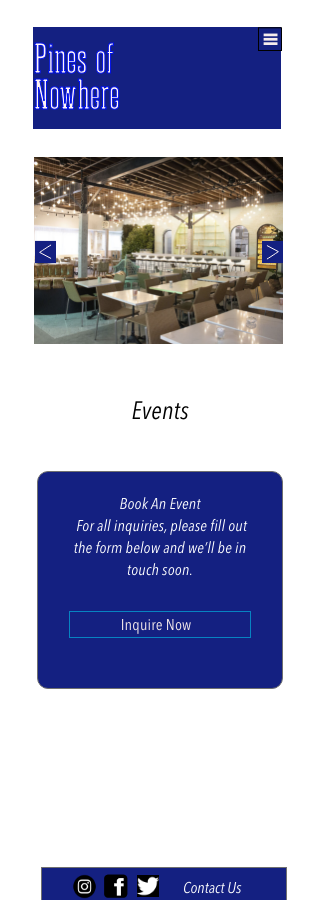 Pines of
Nowhere
< >
Events
Book An Event
For all inquiries, please fill out
the form below and we'll be in
touch soon.
Inquire Now
Contact Us